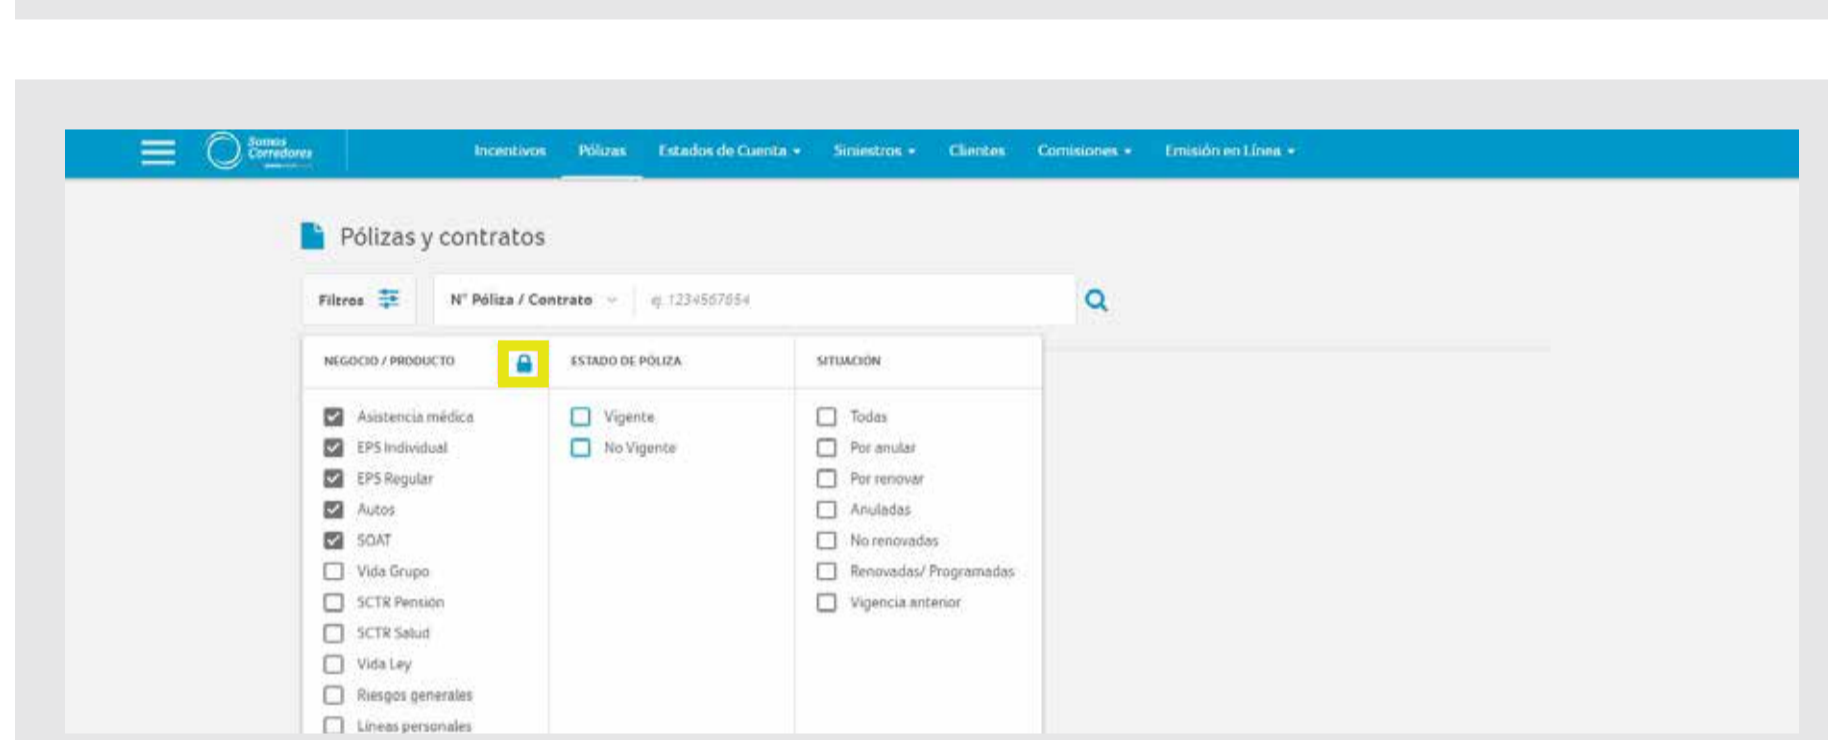 Somos
Corredores
Incentivos Pólizas Estados de Cuenta Siniestros Clientes Comisiones Emisión en Línea
Pólizas y contratos
Filtros N° Póliza / Contrato ej. 1234567654
NEGOCIO / PRODUCTO ESTADO DE PÓLIZA SITUACIÓN
Asistencia médica Vigente Todas
EPS Individual No Vigente Por anular
EPS Regular Por renovar
Autos Anuladas
SOAT No renovadas
Vida Grupo Renovadas/ Programadas
SCTR Pensión Vigencia anterior
SCTR Salud
Vida Ley
Riesgos generales
Líneas personales